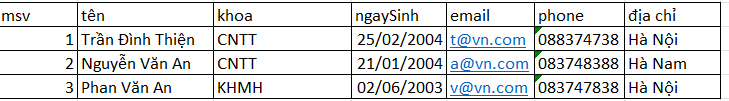 msv tên khoa ngaySinh email phone địa chỉ
1 Trần Đình Thiện CNTT 25/02/2004 t@vn.com 088374738 Hà Nội
2 Nguyễn Văn An CNTT 21/01/2004 a@vn.com 083748388 Hà Nam
3 Phan Văn An KHMH 02/06/2003 v@vn.com 083747838 Hà Nội